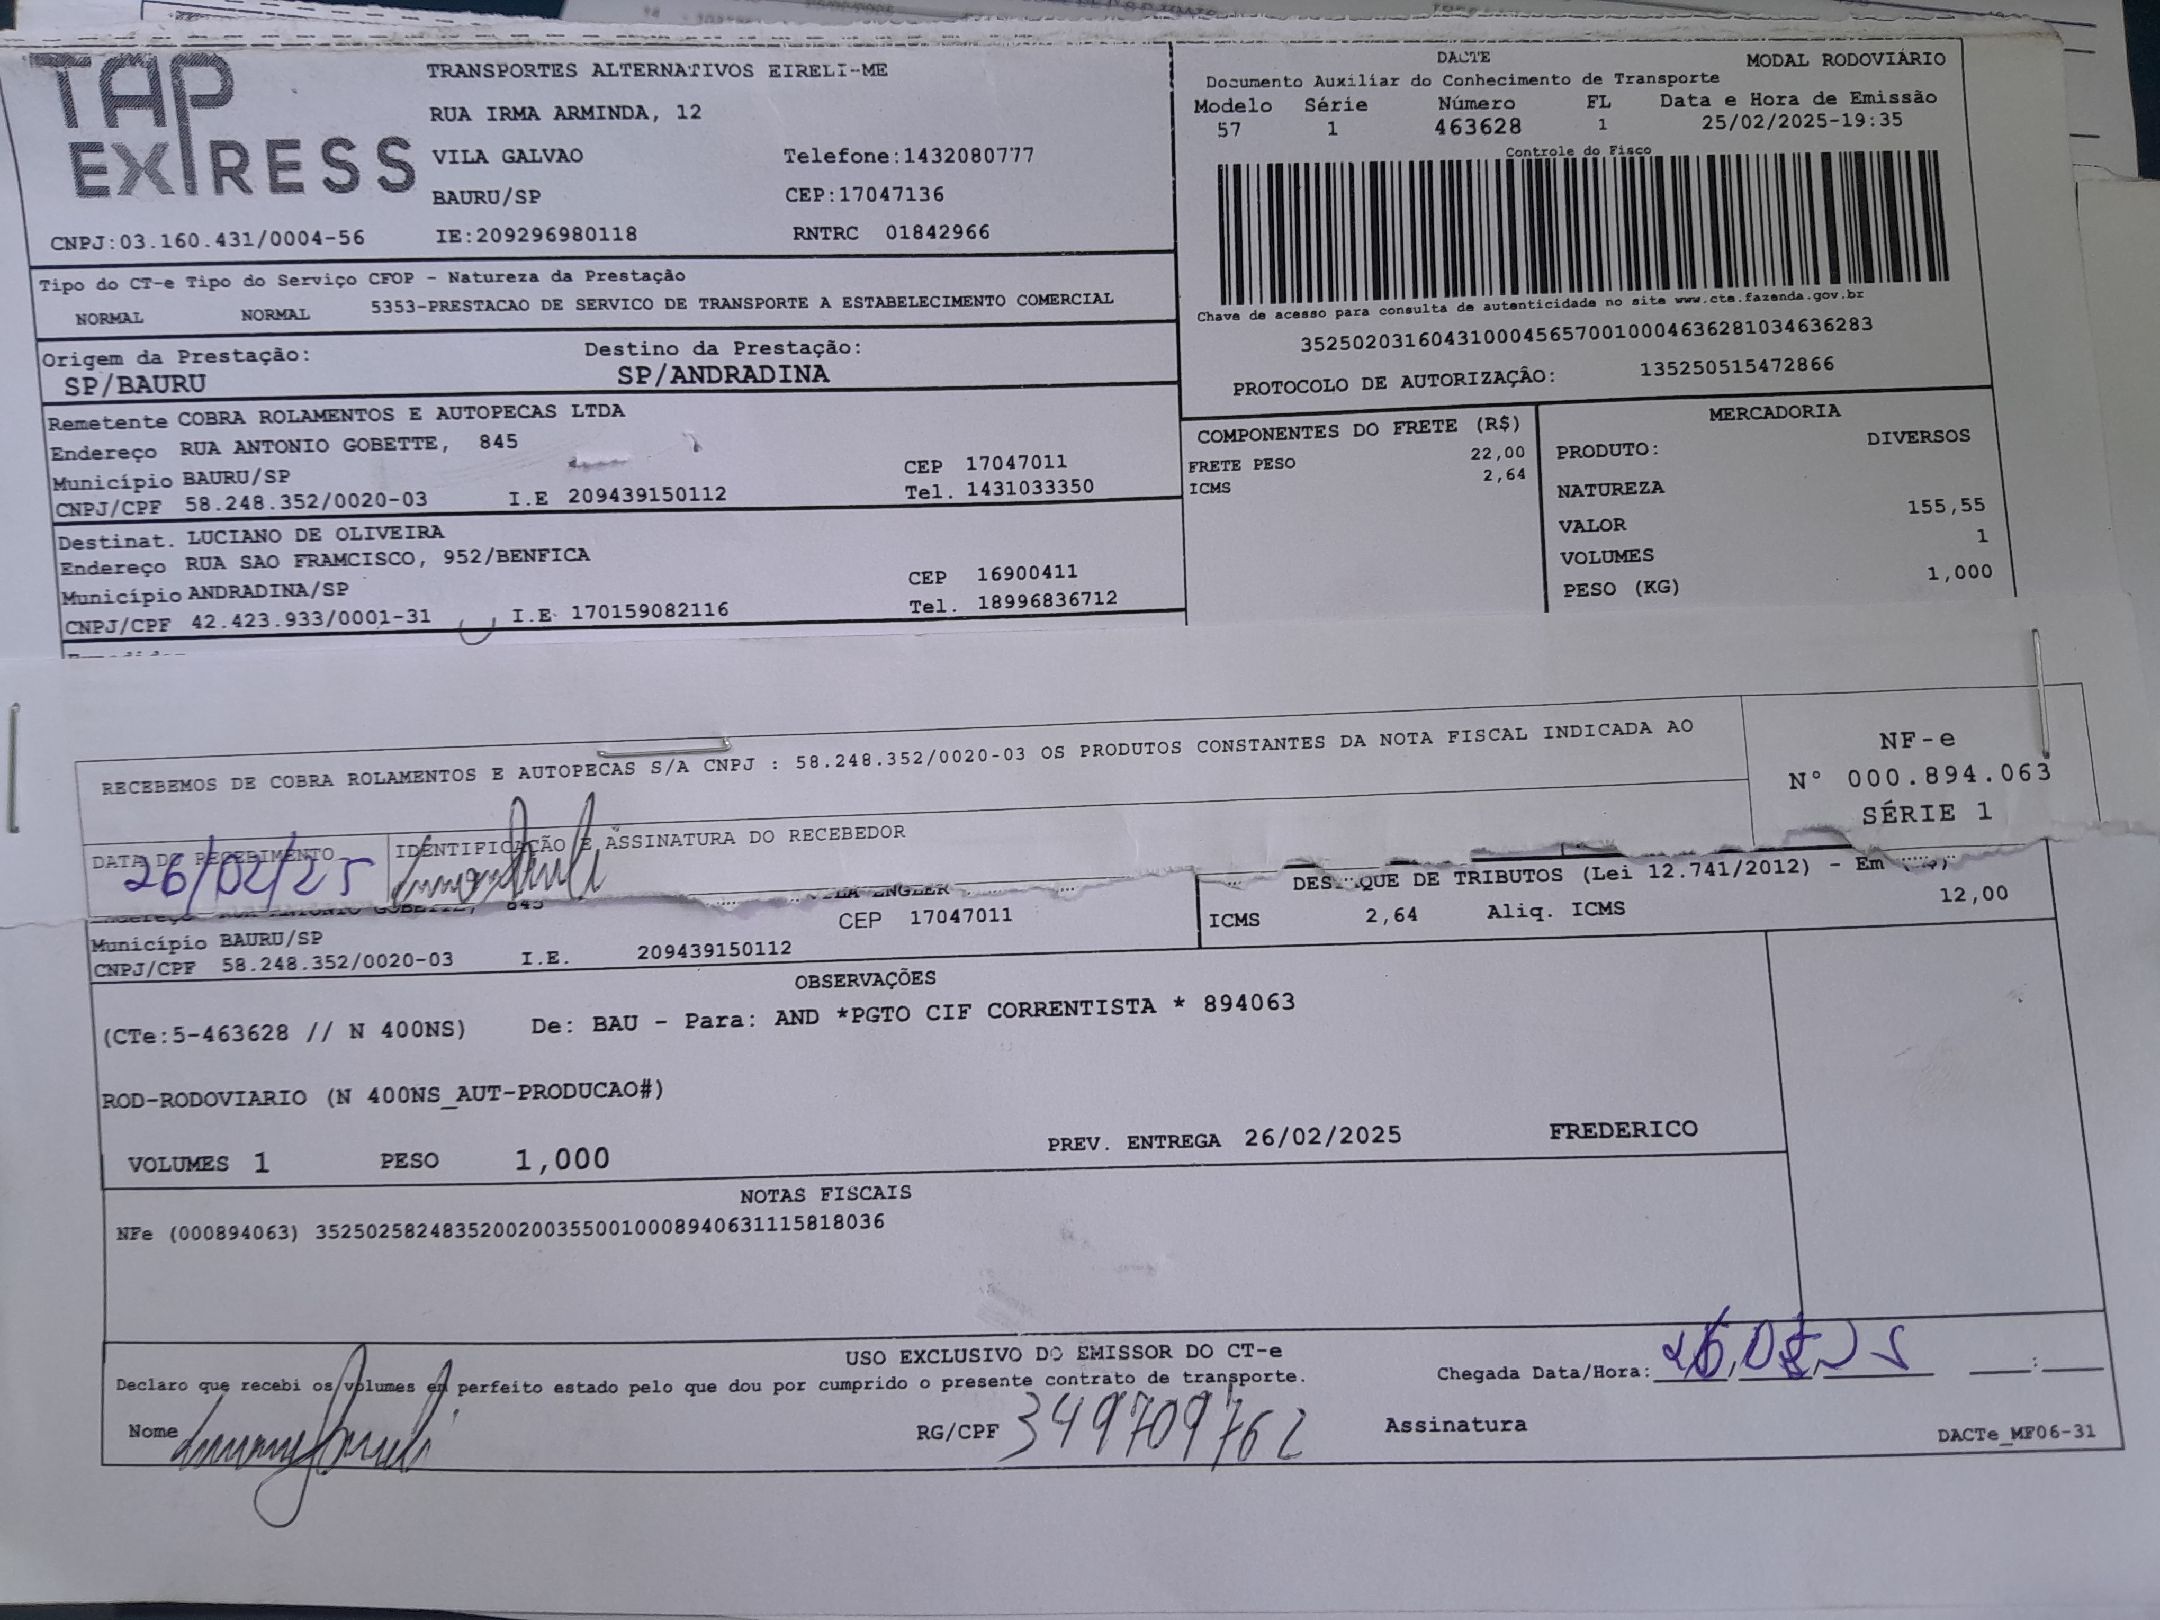 TAP EXPRESS
TRANSPORTES ALTERNATIVOS EIRELI-ME
RUA IRMA ARMINDA, 12
VILA GALVAO Telefone:1432080777
BAURU/SP CEP:17047136
CNPJ:03.160.431/0004-56 IE:209296980118 RNTRC 01842966
DACTE MODAL RODOVIÁRIO
Documento Auxiliar do Conhecimento de Transporte
Modelo Série Número FL Data e Hora de Emissão
57 1 463628 1 25/02/2025-19:35
Controle do Fisco
Chave de acesso para consulta de autenticidade no site www.cte.fazenda.gov.br
35250203160431000456570010004636281034636283
PROTOCOLO DE AUTORIZAÇÃO: 135250515472866
Tipo do CT-e Tipo do Serviço CFOP - Natureza da Prestação
NORMAL NORMAL 5353-PRESTACAO DE SERVICO DE TRANSPORTE A ESTABELECIMENTO COMERCIAL
Origem da Prestação: Destino da Prestação:
SP/BAURU SP/ANDRADINA
Remetente COBRA ROLAMENTOS E AUTOPECAS LTDA
Endereço RUA ANTONIO GOBETTE, 845
Município BAURU/SP CEP 17047011
CNPJ/CPF 58.248.352/0020-03 I.E 209439150112 Tel. 1431033350
Destinat. LUCIANO DE OLIVEIRA
Endereço RUA SAO FRAMCISCO, 952/BENFICA
Município ANDRADINA/SP CEP 16900411
CNPJ/CPF 42.423.933/0001-31 I.E 170159082116 Tel. 18996836712
COMPONENTES DO FRETE (R$)
FRETE PESO 22,00
ICMS 2,64
MERCADORIA
PRODUTO: DIVERSOS
NATUREZA
VALOR 155,55
VOLUMES 1
PESO (KG) 1,000
RECEBEMOS DE COBRA ROLAMENTOS E AUTOPECAS S/A CNPJ : 58.248.352/0020-03 OS PRODUTOS CONSTANTES DA NOTA FISCAL INDICADA AO
NF-e
Nº 000.894.063
SÉRIE 1
DATA DO RECEBIMENTO IDENTIFICAÇÃO E ASSINATURA DO RECEBEDOR
26/02/25
Endereço RUA ANTONIO GOBETTE, 845
CEP 17047011
Município BAURU/SP
CNPJ/CPF 58.248.352/0020-03 I.E. 209439150112
DESTAQUE DE TRIBUTOS (Lei 12.741/2012) - Em
ICMS 2,64 Aliq. ICMS 12,00
OBSERVAÇÕES
(CTe:5-463628 // N 400NS) De: BAU - Para: AND *PGTO CIF CORRENTISTA * 894063
ROD-RODOVIARIO (N 400NS_AUT-PRODUCAO#)
VOLUMES 1 PESO 1,000 PREV. ENTREGA 26/02/2025 FREDERICO
NOTAS FISCAIS
NFe (000894063) 35250258248352002003550010008940631115818036
USO EXCLUSIVO DO EMISSOR DO CT-e
Declaro que recebi os volumes em perfeito estado pelo que dou por cumprido o presente contrato de transporte.
Chegada Data/Hora: __:__
Nome RG/CPF 349709762 Assinatura
DACTe_MF06-31